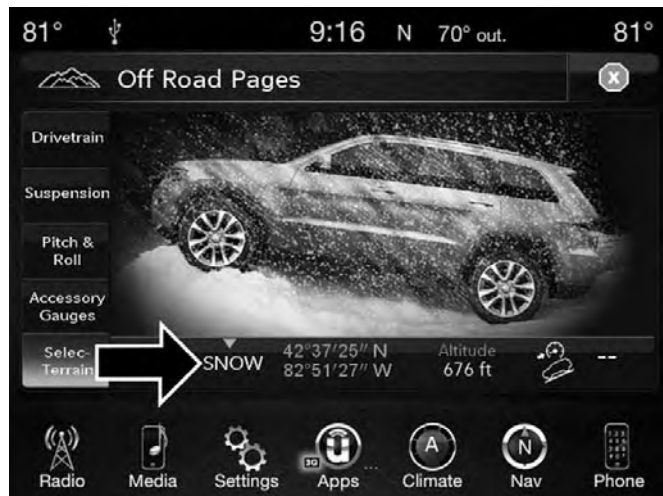 81° 9:16 N 70° out. 81°
Off Road Pages
X
Drivetrain
Suspension
Pitch &
Roll
Accessory
Gauges
Selec-
Terrain
SNOW
42°37'25" N
82°51'27" W
Altitude
676 ft
--
3G
A
N
Radio Media Settings Apps ... Climate Nav Phone